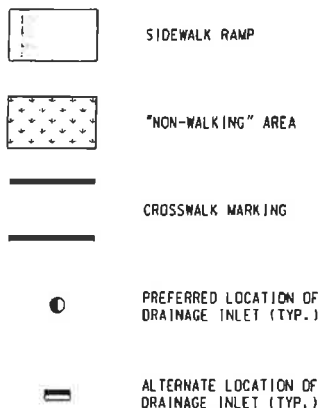 SIDEWALK RAMP
"NON-WALKING" AREA
CROSSWALK MARKING
PREFERRED LOCATION OF
DRAINAGE INLET (TYP.)
ALTERNATE LOCATION OF
DRAINAGE INLET (TYP.)